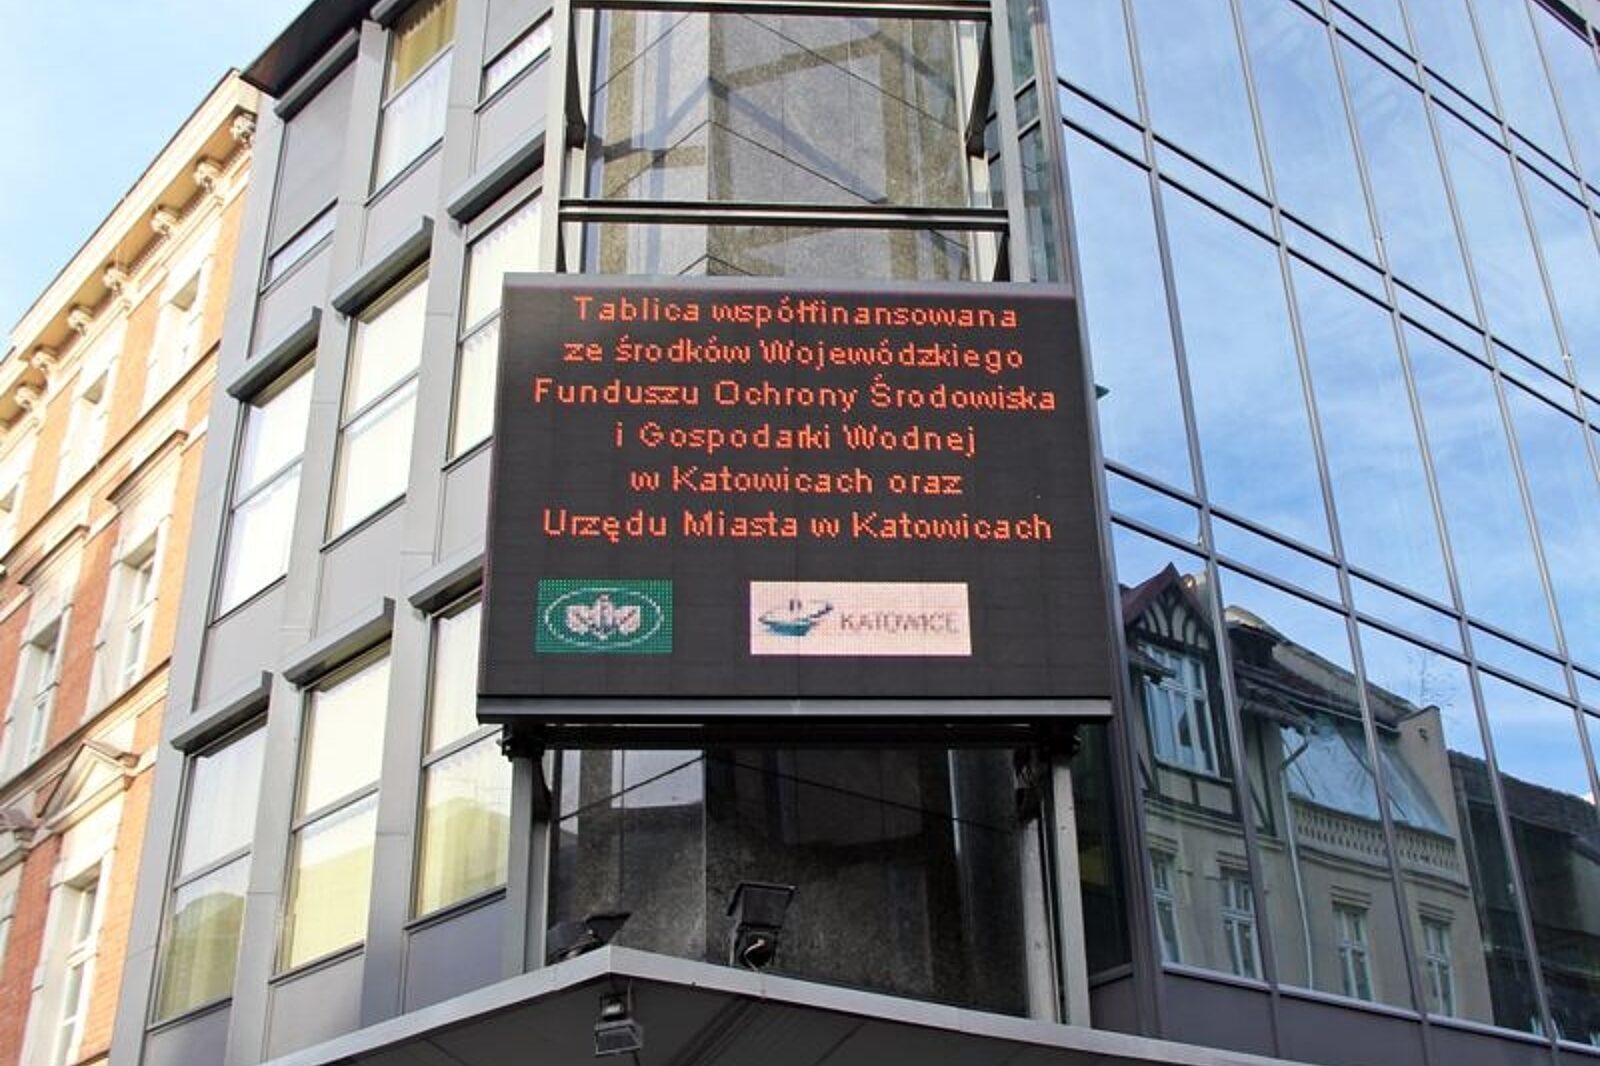 Tablica współfinansowana
ze środków Wojewódzkiego
Funduszu Ochrony Środowiska
i Gospodarki Wodnej
w Katowicach oraz
Urzędu Miasta w Katowicach
KATOWICE